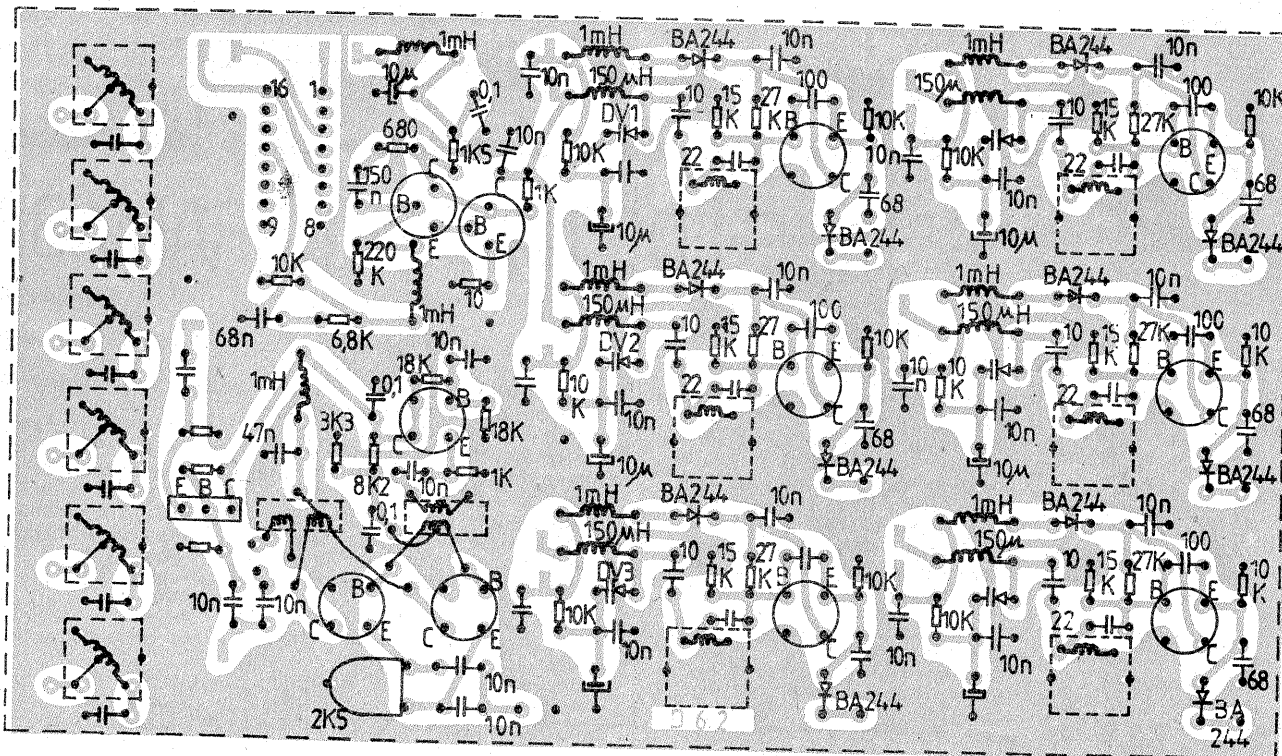 1mH
10µ
0,1
16 1
680
1K5
10n
150
n
B
C
E
B
E
1K
9 8
10K
220
K
10
1mH
68n
6,8K
10n
18K
0,1
1mH
B
C
E
18K
3K3
47n
8K2
10n
1K
E B C
0,1
10n
10n
B
C
E
B
C
E
10n
10n
2K5
1mH
BA244
10n
10n
150µH
DV1
10
15
K
27
K
100
B
E
C
10K
10K
22
68
10µ
BA244
1mH
BA244
10n
150µH
DV2
10
15
K
27
K
100
B
E
C
10K
10
K
10n
22
68
10µ
BA244
1mH
BA244
10n
150µH
DV3
10
15
K
27
K
B
E
C
10K
10K
10n
BA244
1mH
BA244
10n
150µ
10
15
K
27K
100
B
E
C
10K
10n
10K
10n
22
68
10µ
BA244
1mH
BA244
10n
150µH
10
15
K
27K
100
B
E
C
10
K
10
n
10
K
10n
22
68
10µ
BA244
1mH
BA244
10n
150µ
10
15
K
27K
100
B
E
C
10
K
10n
10K
10n
22
68
BA
244